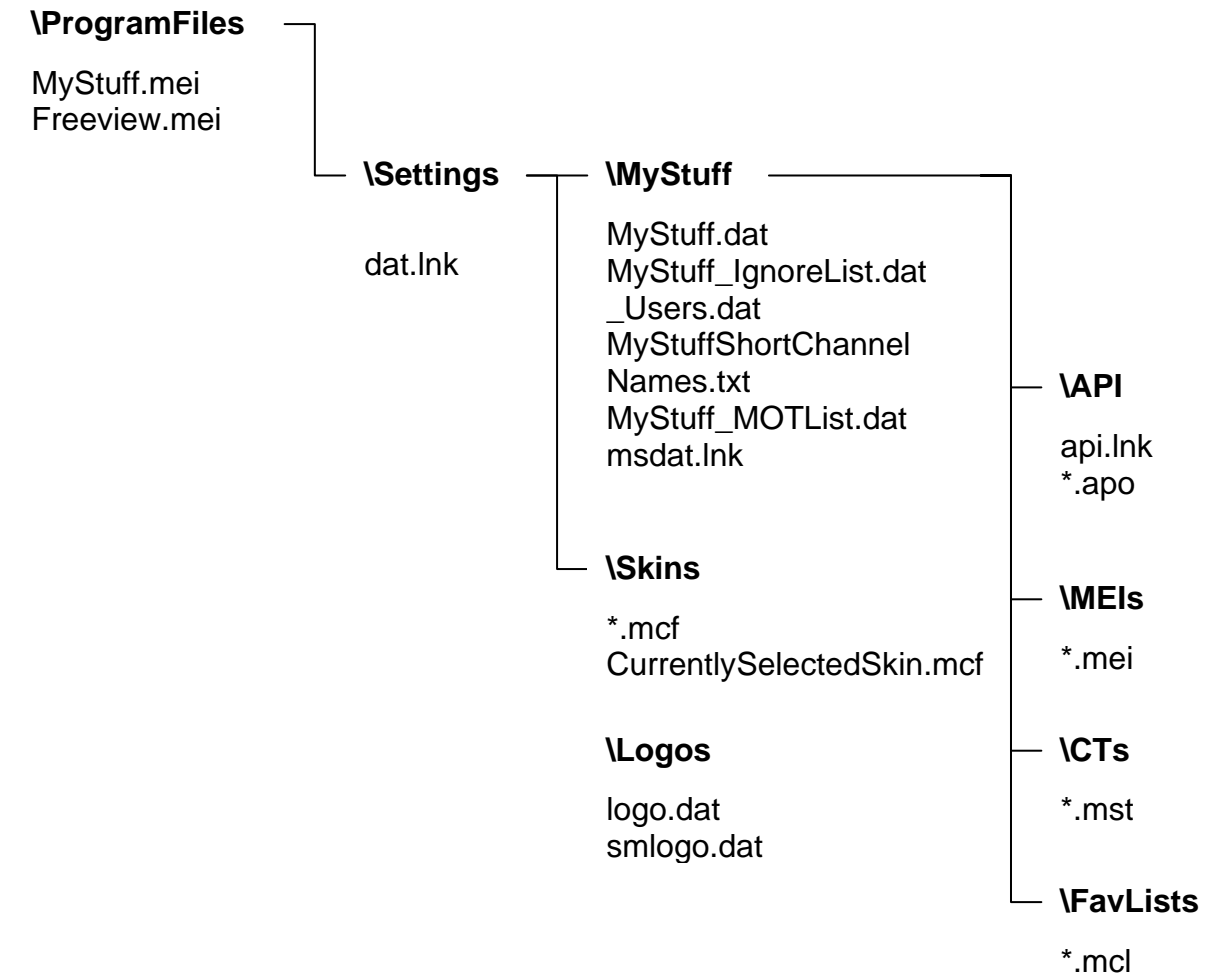 \ProgramFiles
MyStuff.mei
Freeview.mei
\Settings
dat.lnk
\MyStuff
MyStuff.dat
MyStuff_IgnoreList.dat
_Users.dat
MyStuffShortChannel
Names.txt
MyStuff_MOTList.dat
msdat.lnk
\Skins
*.mcf
CurrentlySelectedSkin.mcf
\Logos
logo.dat
smlogo.dat
\API
api.lnk
*.apo
\MEIs
*.mei
\CTs
*.mst
\FavLists
*.mcl